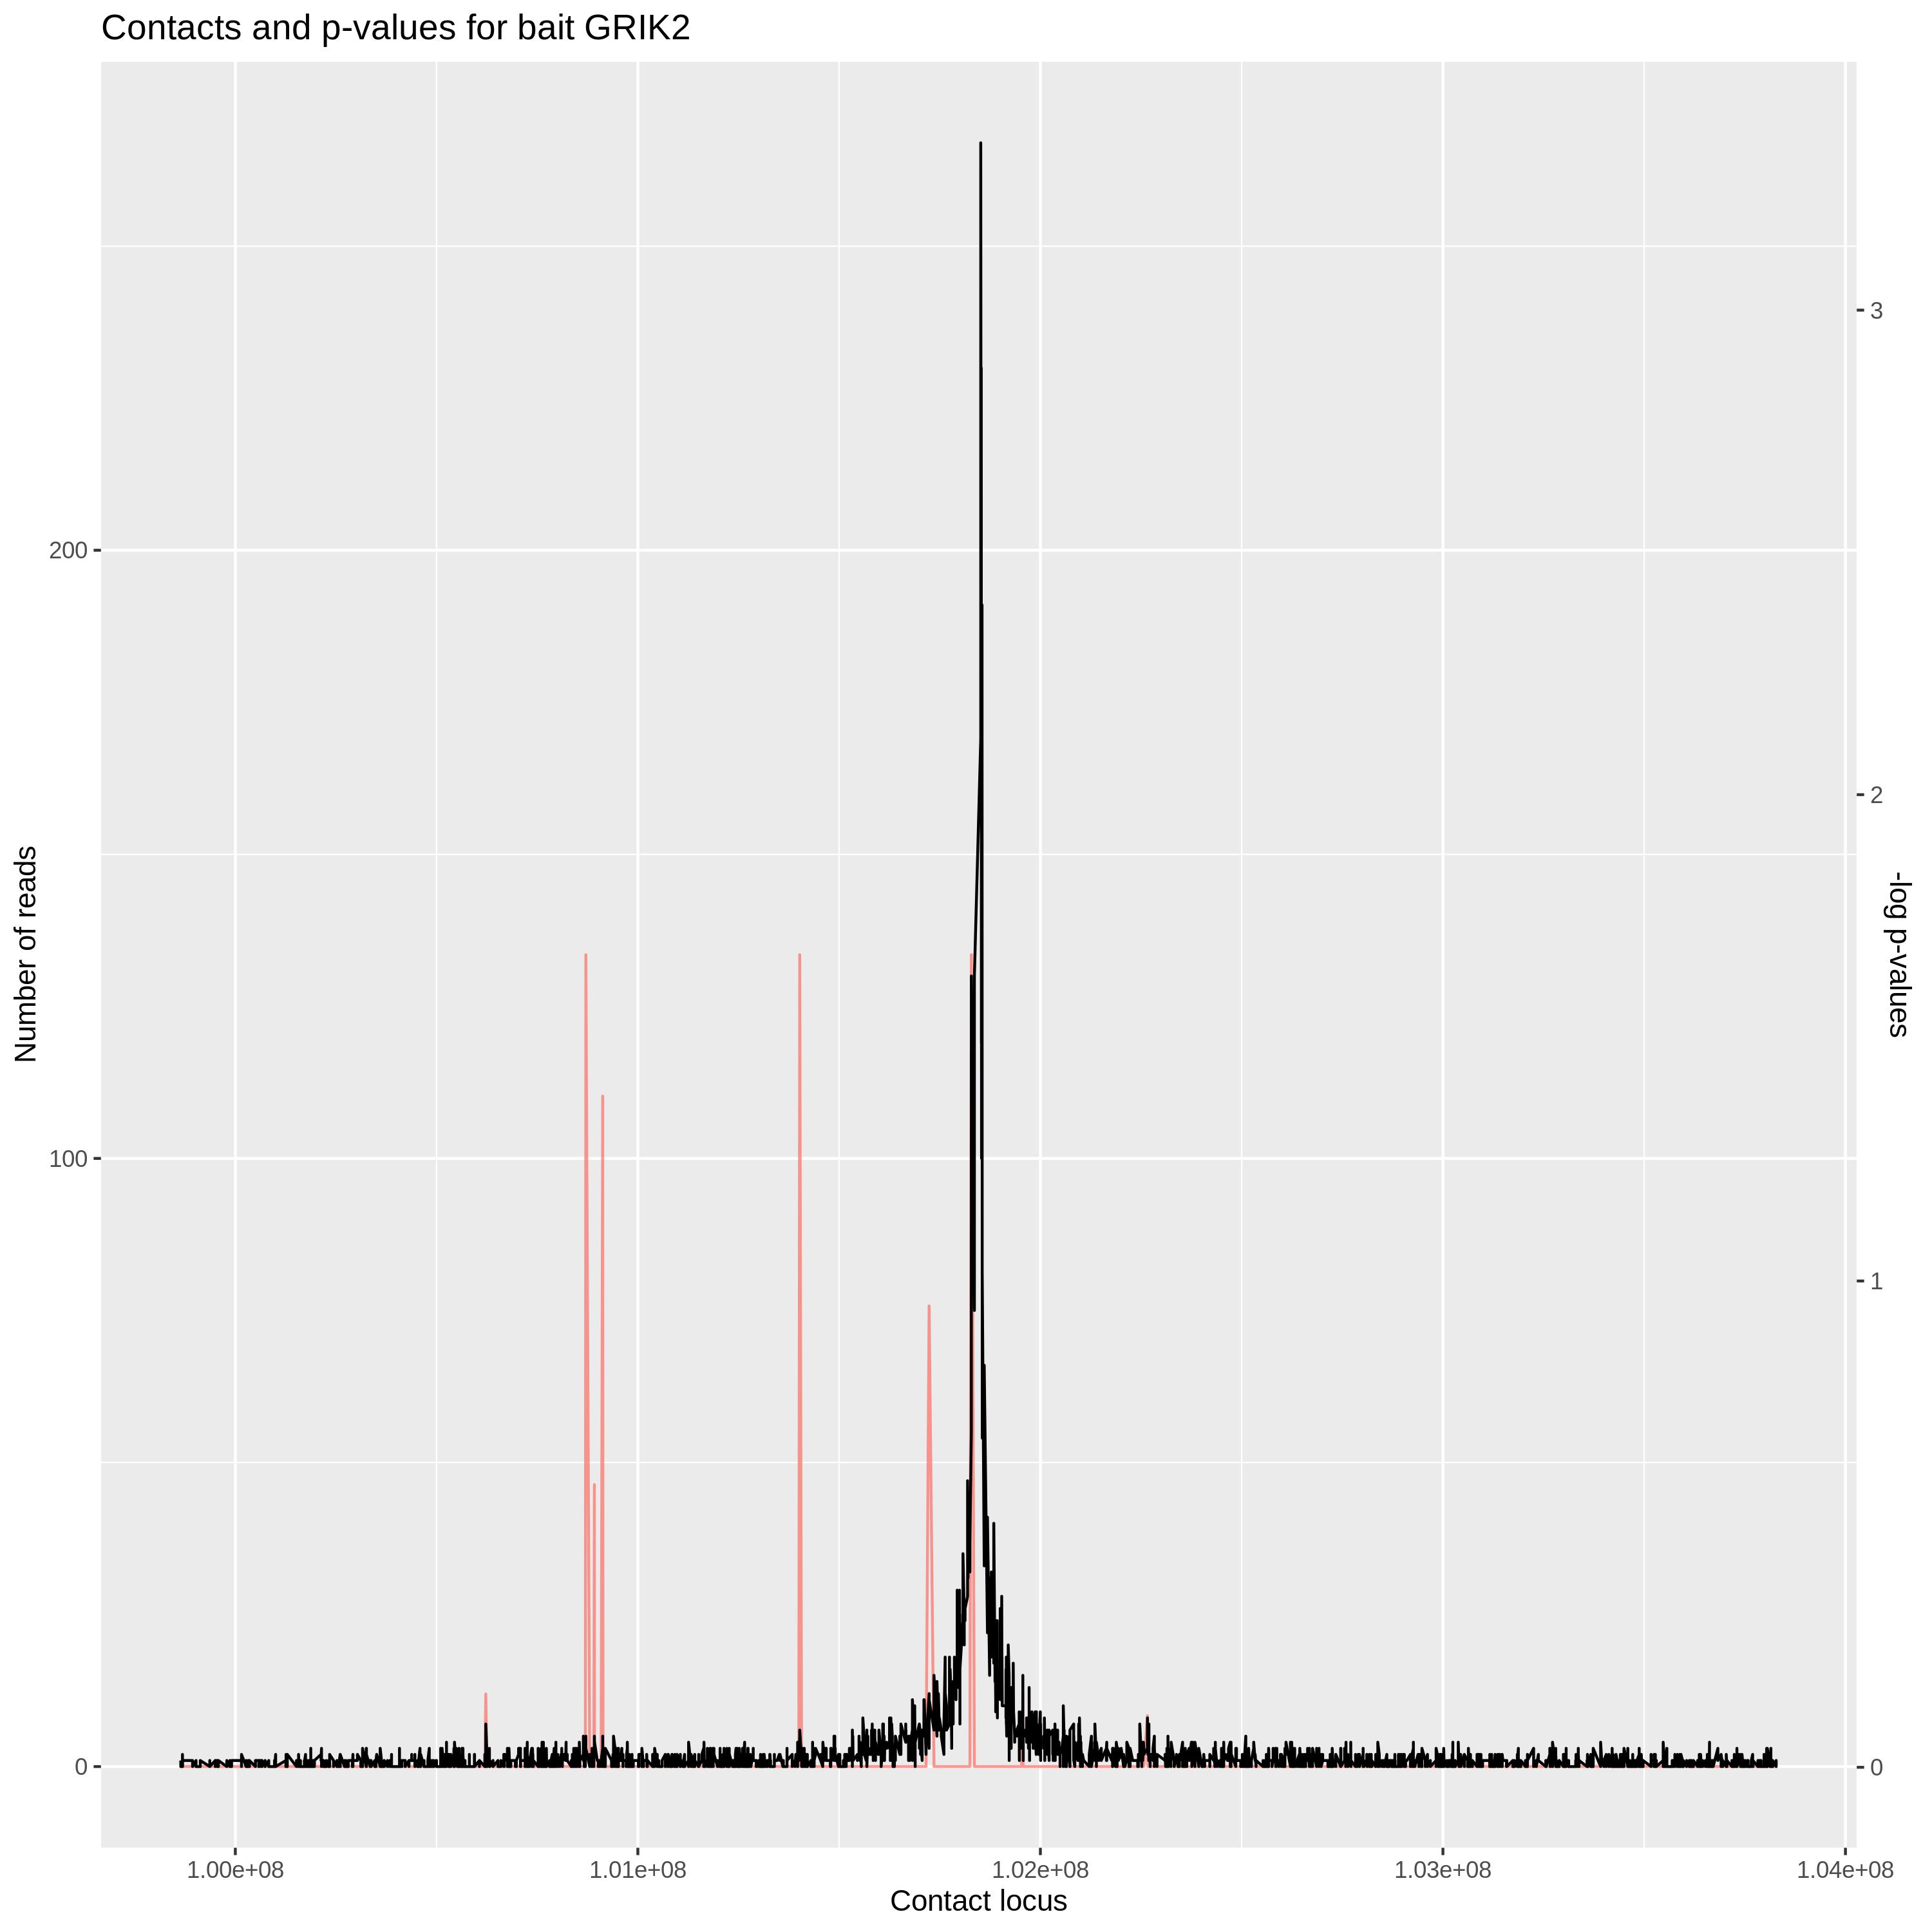 Contacts and p-values for bait GRIK2
Number of reads
200
100
0
3
2
1
0
-log p-values
1.00e+08 1.01e+08 1.02e+08 1.03e+08 1.04e+08
Contact locus